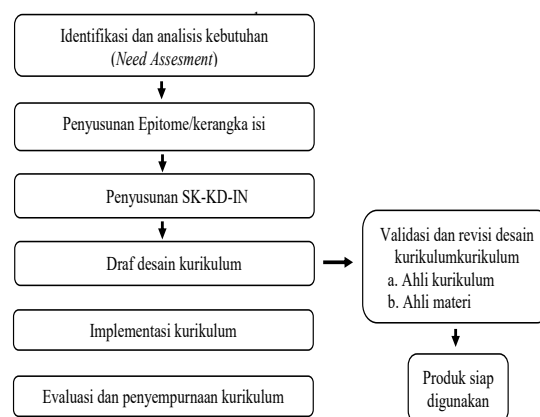 Identifikasi dan analisis kebutuhan
(Need Assesment)
Penyusunan Epitome/kerangka isi
Penyusunan SK-KD-IN
Draf desain kurikulum
Implementasi kurikulum
Evaluasi dan penyempurnaan kurikulum
Validasi dan revisi desain
kurikulumkurikulum
a. Ahli kurikulum
b. Ahli materi
Produk siap
digunakan